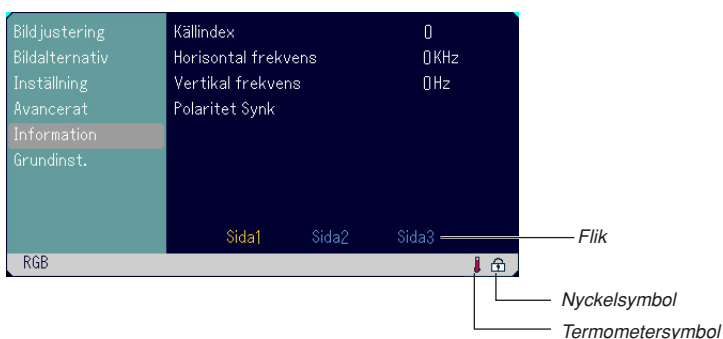 Bildjustering
Bildalternativ
Inställning
Avancerat
Information
Grundinst.
Källindex 0
Horisontal frekvens 0KHz
Vertikal frekvens 0Hz
Polaritet Synk
Sida1 Sida2 Sida3
Flik
RGB
Nyckelsymbol
Termometersymbol